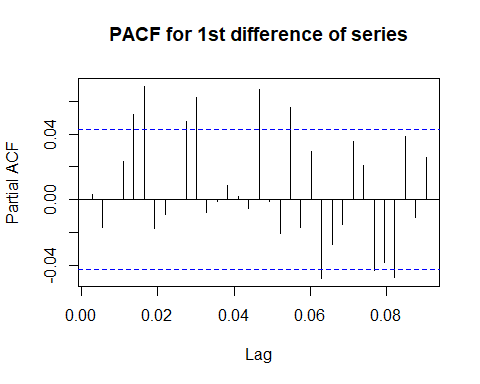 PACF for 1st difference of series
Partial ACF
0.04
0.00
-0.04
0.00 0.02 0.04 0.06 0.08
Lag